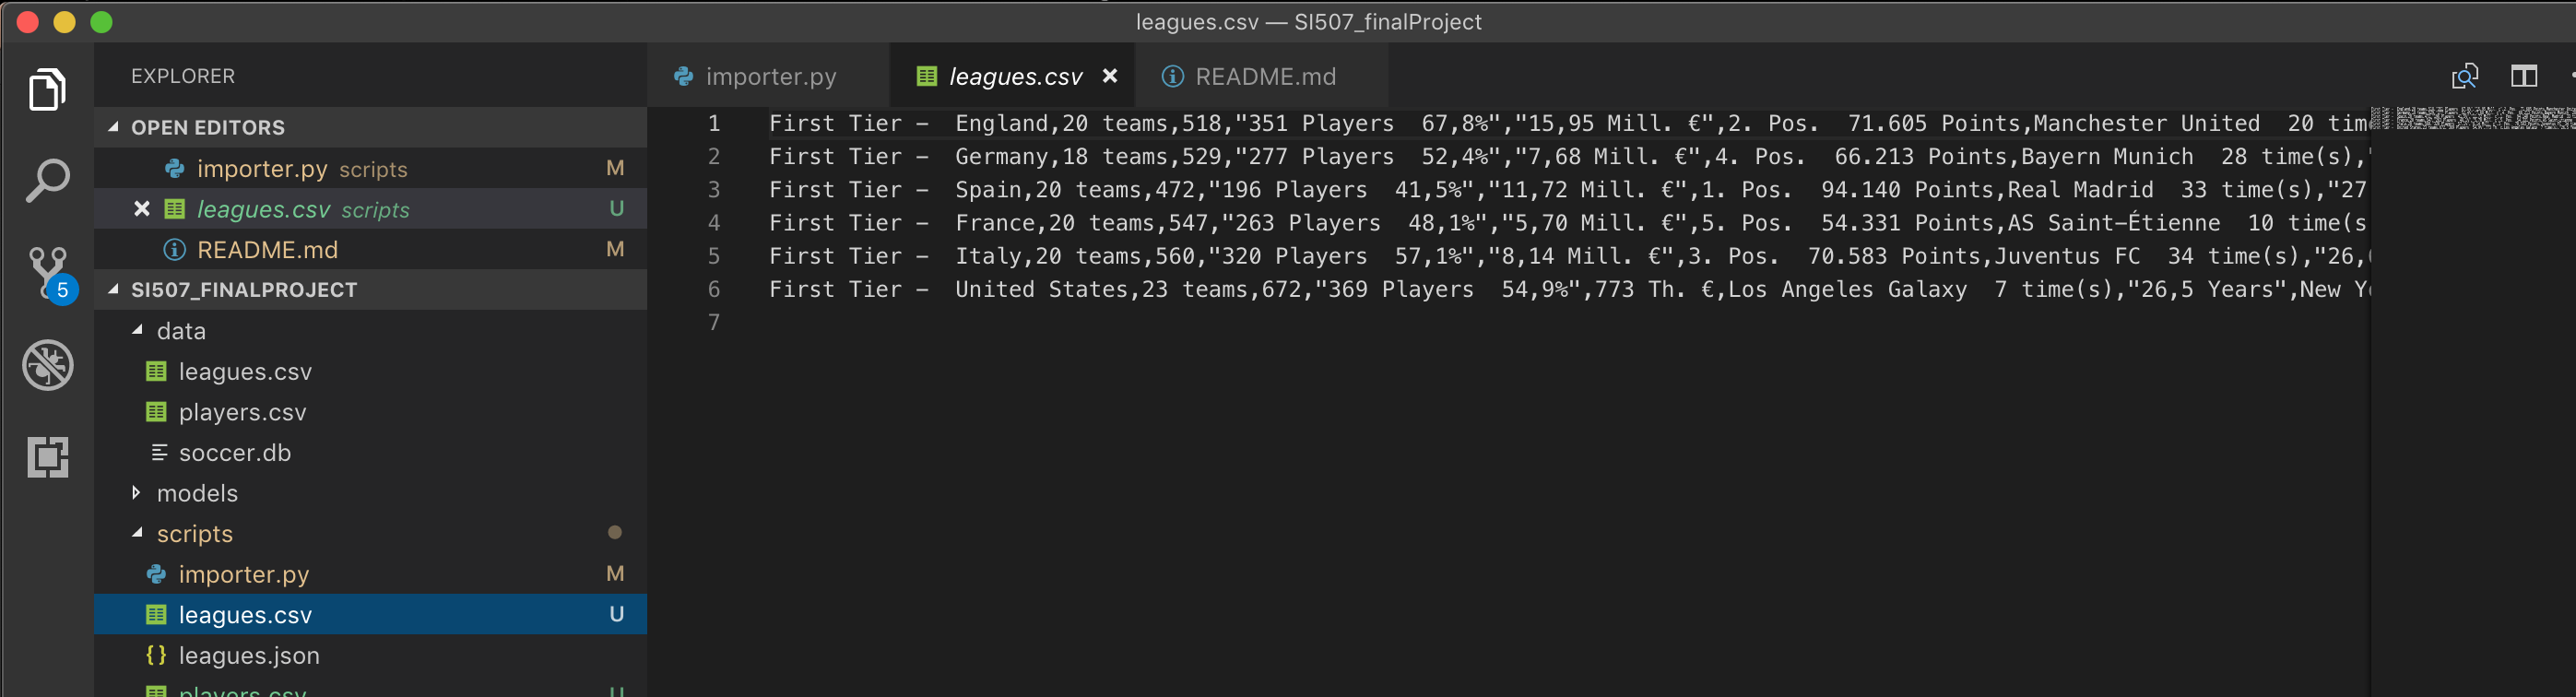 leagues.csv — SI507_finalProject
EXPLORER
OPEN EDITORS
importer.py scripts M
leagues.csv scripts U
README.md M
SI507_FINALPROJECT
data
leagues.csv
players.csv
soccer.db
models
scripts
importer.py M
leagues.csv U
leagues.json
players.csv U
5
importer.py leagues.csv README.md
1 First Tier - England,20 teams,518,"351 Players 67,8%","15,95 Mill. €",2. Pos. 71.605 Points,Manchester United 20 tim
2 First Tier - Germany,18 teams,529,"277 Players 52,4%","7,68 Mill. €",4. Pos. 66.213 Points,Bayern Munich 28 time(s),"
3 First Tier - Spain,20 teams,472,"196 Players 41,5%","11,72 Mill. €",1. Pos. 94.140 Points,Real Madrid 33 time(s),"27
4 First Tier - France,20 teams,547,"263 Players 48,1%","5,70 Mill. €",5. Pos. 54.331 Points,AS Saint-Étienne 10 time(s
5 First Tier - Italy,20 teams,560,"320 Players 57,1%","8,14 Mill. €",3. Pos. 70.583 Points,Juventus FC 34 time(s),"26,
6 First Tier - United States,23 teams,672,"369 Players 54,9%",773 Th. €,Los Angeles Galaxy 7 time(s),"26,5 Years",New Y
7